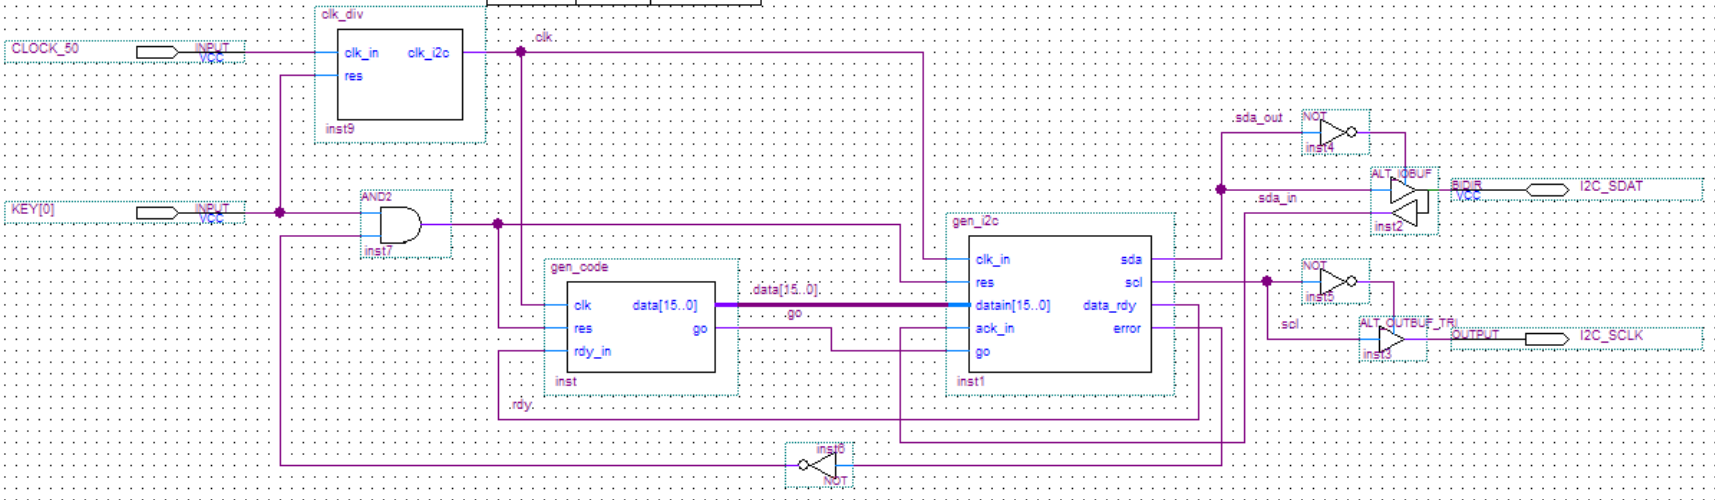 clk_div
CLOCK_50
INPUT
VCC
clk_in
clk_i2c
res
inst9
clk
KEY[0]
INPUT
VCC
AND2
inst7
gen_code
clk
data[15..0]
res
go
rdy_in
inst
data[15..0]
go
rdy
gen_i2c
clk_in
sda
res
scl
datain[15..0]
data_rdy
ack_in
error
go
inst1
sda_out
NOT
inst4
ALT_IOBUF
sda_in
inst2
BIDIR
VCC
I2C_SDAT
NOT
inst5
scl
ALT_OUTBUF_TRI
inst3
OUTPUT
I2C_SCLK
inst6
NOT